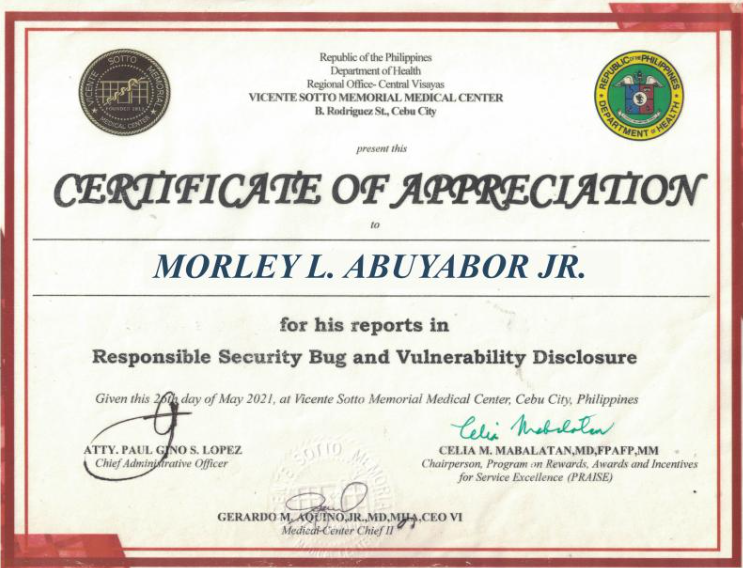 VICENTE SOTTO MEMORIAL
MEDICAL CENTER
Republic of the Philippines
Department of Health
Regional Office- Central Visayas
VICENTE SOTTO MEMORIAL MEDICAL CENTER
B. Rodriguez St., Cebu City
REPUBLIC OF THE PHILIPPINES
DEPARTMENT OF HEALTH
present this
CERTIFICATE OF APPRECIATION
to
MORLEY L. ABUYABOR JR.
for his reports in
Responsible Security Bug and Vulnerability Disclosure
Given this day of May 2021, at Vicente Sotto Memorial Medical Center, Cebu City, Philippines
Celia Mabalatan
ATTY. PAUL GINO S. LOPEZ
Chief Administrative Officer
CELIA M. MABALATAN,MD,FPAFP,MM
Chairperson, Program on Rewards, Awards and Incentives
for Service Excellence (PRAISE)
SOTTO
GERARDO M. AQUINO,JR.,MD,MHA,CEO VI
Medical Center Chief II